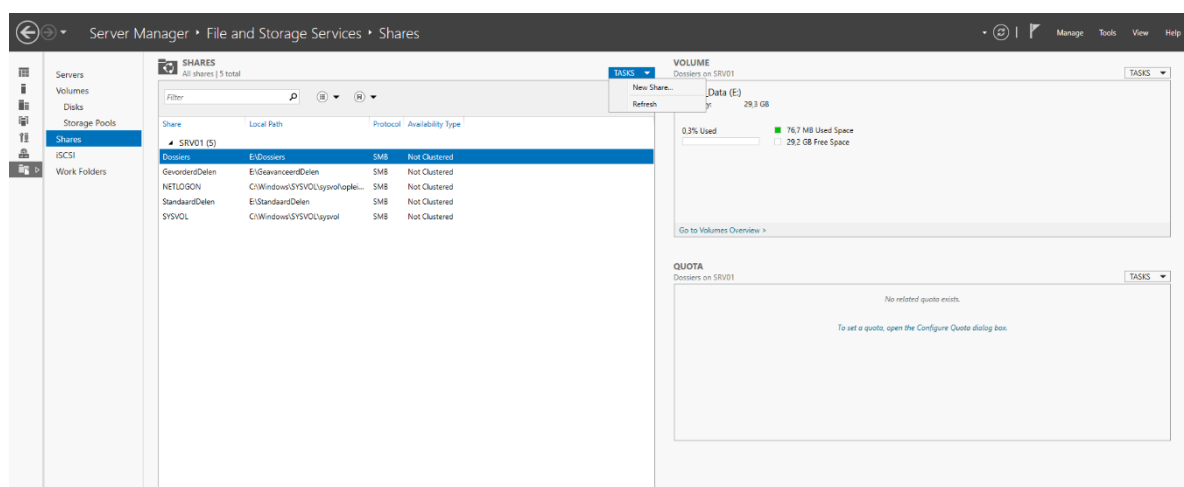 Server Manager ‣ File and Storage Services ‣ Shares
Manage Tools View Help
Servers
Volumes
Disks
Storage Pools
Shares
iSCSI
Work Folders
SHARES
All shares | 5 total
TASKS
New Share...
Refresh
Filter
Share Local Path Protocol Availability Type
SRV01 (5)
Dossiers E:\Dossiers SMB Not Clustered
GevorderdDelen E:\GeavanceerdDelen SMB Not Clustered
NETLOGON C:\Windows\SYSVOL\sysvol\oplei... SMB Not Clustered
StandaardDelen E:\StandaardDelen SMB Not Clustered
SYSVOL C:\Windows\SYSVOL\sysvol SMB Not Clustered
VOLUME
Dossiers on SRV01
TASKS
_Data (E:)
29,3 GB
0,3% Used
76,7 MB Used Space
29,2 GB Free Space
Go to Volumes Overview >
QUOTA
Dossiers on SRV01
TASKS
No related quota exists.
To set a quota, open the Configure Quota dialog box.